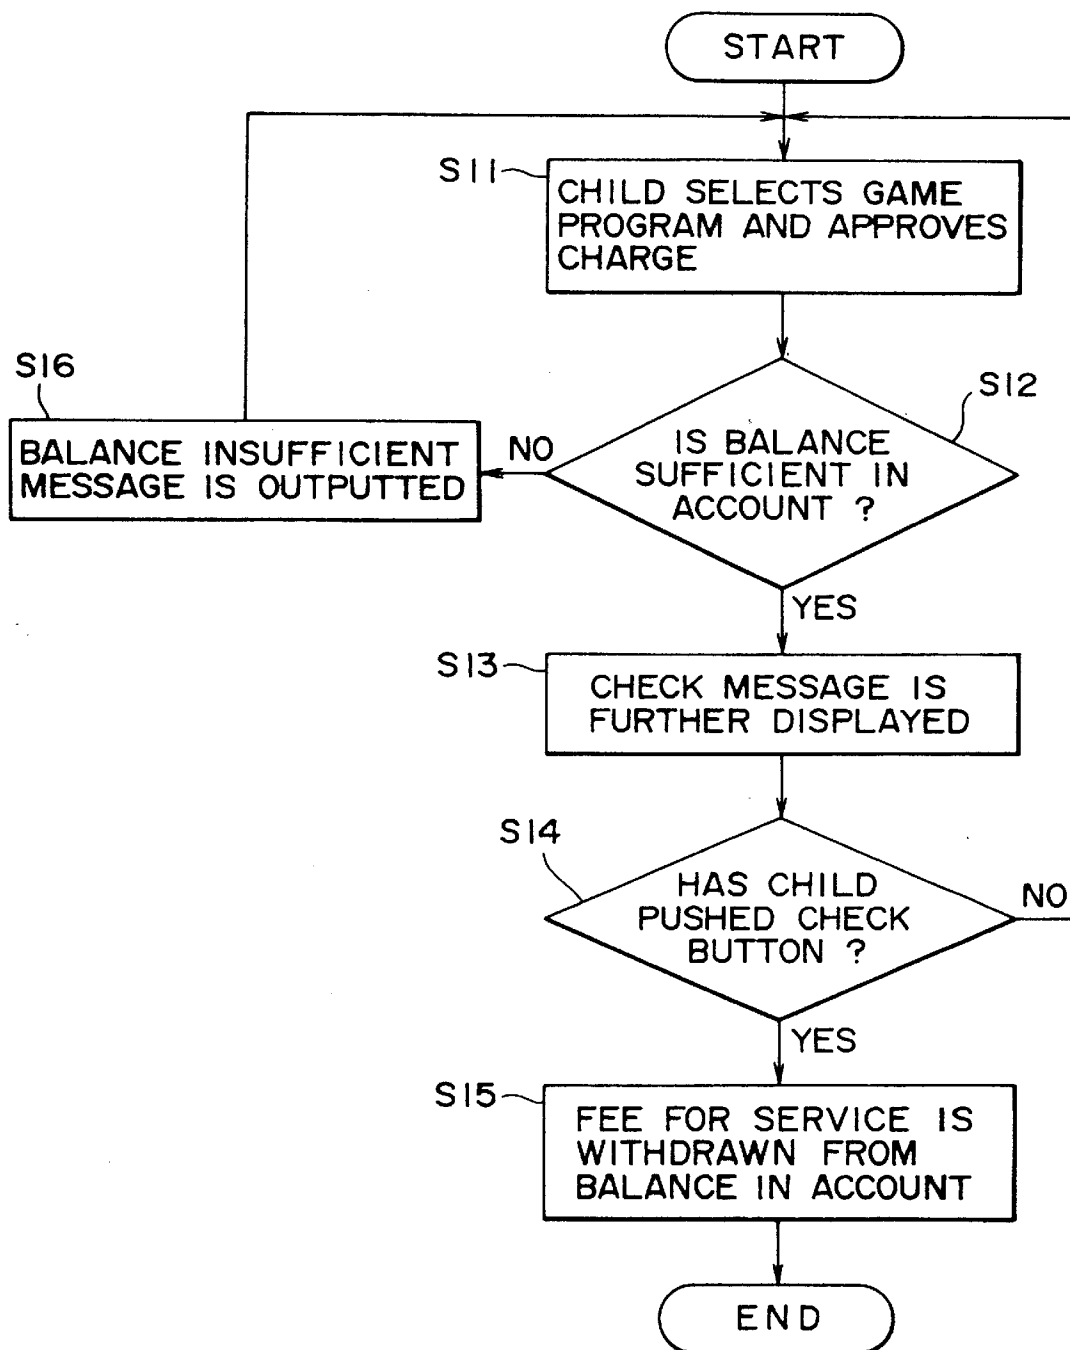 START
S11
CHILD SELECTS GAME
PROGRAM AND APPROVES
CHARGE
S16
BALANCE INSUFFICIENT
MESSAGE IS OUTPUTTED
NO
S12
IS BALANCE
SUFFICIENT IN
ACCOUNT ?
YES
S13
CHECK MESSAGE IS
FURTHER DISPLAYED
S14
HAS CHILD
PUSHED CHECK
BUTTON ?
NO
YES
S15
FEE FOR SERVICE IS
WITHDRAWN FROM
BALANCE IN ACCOUNT
END